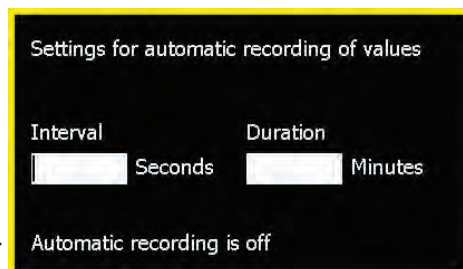 Settings for automatic recording of values
Interval Duration
Seconds Minutes
Automatic recording is off